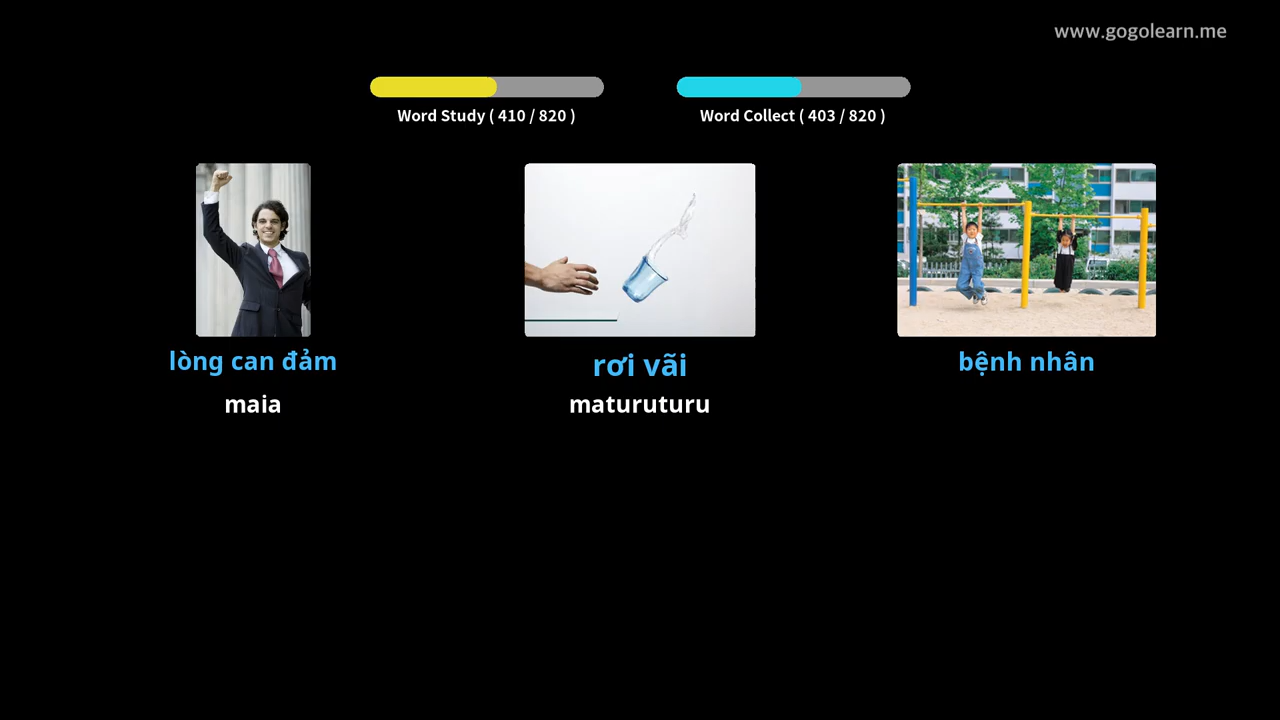 www.gogolearn.me
Word Study ( 410 / 820 )
Word Collect ( 403 / 820 )
lòng can đảm
rơi vãi
bệnh nhân
maia
maturuturu